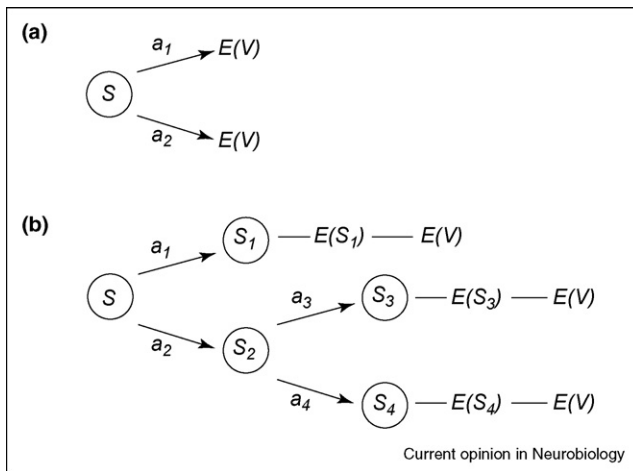 (a)
a1
E(V)
S
a2
E(V)
(b)
S1
E(S1)
E(V)
a1
S
a3
S3
E(S3)
E(V)
a2
S2
a4
S4
E(S4)
E(V)
Current opinion in Neurobiology